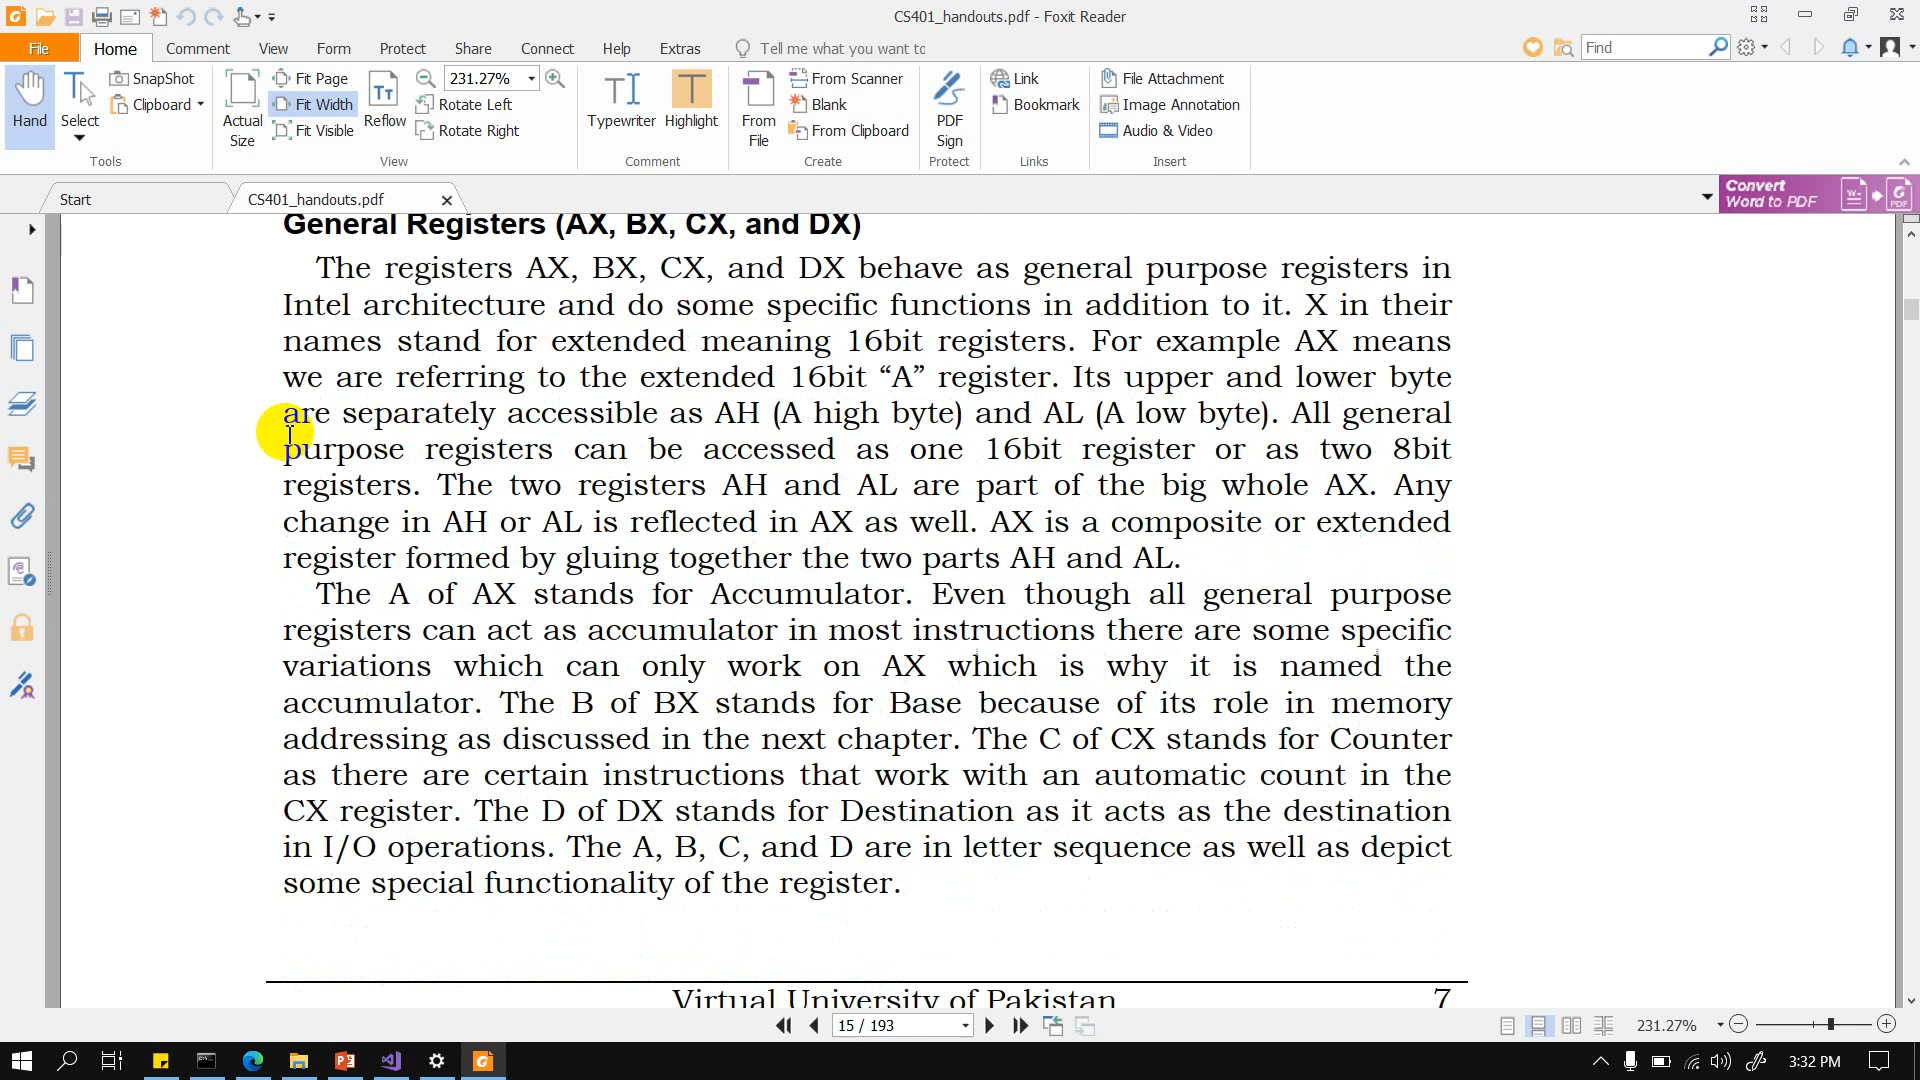 CS401_handouts.pdf - Foxit Reader
File Home Comment View Form Protect Share Connect Help Extras Tell me what you want to Find
Hand
Select
SnapShot
Clipboard
Tools
Actual Size
Fit Page
Fit Width
Fit Visible
Reflow
231.27%
Rotate Left
Rotate Right
View
Typewriter
Highlight
Comment
From File
From Scanner
Blank
From Clipboard
Create
PDF Sign
Protect
Link
Bookmark
Links
File Attachment
Image Annotation
Audio & Video
Insert
Start
CS401_handouts.pdf
Convert
Word to PDF
General Registers (AX, BX, CX, and DX)
The registers AX, BX, CX, and DX behave as general purpose registers in
Intel architecture and do some specific functions in addition to it. X in their
names stand for extended meaning 16bit registers. For example AX means
we are referring to the extended 16bit “A” register. Its upper and lower byte
are separately accessible as AH (A high byte) and AL (A low byte). All general
purpose registers can be accessed as one 16bit register or as two 8bit
registers. The two registers AH and AL are part of the big whole AX. Any
change in AH or AL is reflected in AX as well. AX is a composite or extended
register formed by gluing together the two parts AH and AL.
The A of AX stands for Accumulator. Even though all general purpose
registers can act as accumulator in most instructions there are some specific
variations which can only work on AX which is why it is named the
accumulator. The B of BX stands for Base because of its role in memory
addressing as discussed in the next chapter. The C of CX stands for Counter
as there are certain instructions that work with an automatic count in the
CX register. The D of DX stands for Destination as it acts as the destination
in I/O operations. The A, B, C, and D are in letter sequence as well as depict
some special functionality of the register.
Virtual University of Pakistan 7
15 / 193
231.27%
3:32 PM